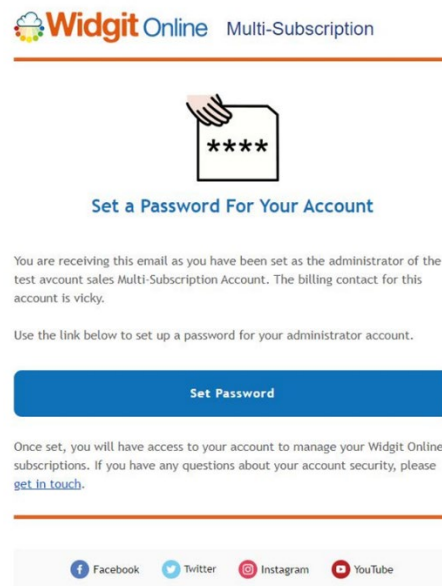 Widgit Online Multi-Subscription
****
Set a Password For Your Account
You are receiving this email as you have been set as the administrator of the
test avcount sales Multi-Subscription Account. The billing contact for this
account is vicky.
Use the link below to set up a password for your administrator account.
Set Password
Once set, you will have access to your account to manage your Widgit Online
subscriptions. If you have any questions about your account security, please
get in touch.
Facebook Twitter Instagram YouTube